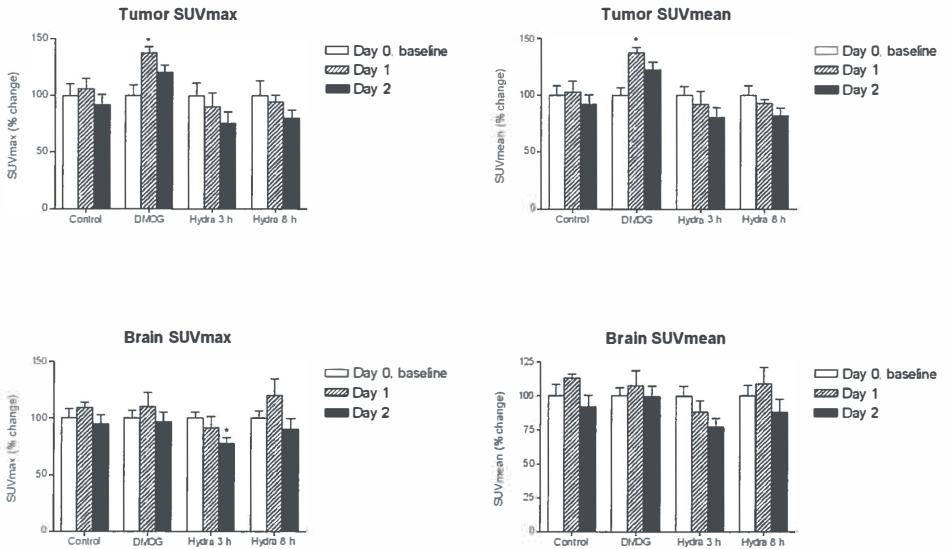 Tumor SUVmax
SUVmax (% change)
150
100
50
0
*
Control
DMOG
Hydra 3 h
Hydra 8 h
Day 0, baseline
Day 1
Day 2
Tumor SUVmean
SUVmean (% change)
150
100
50
0
*
Control
DMOG
Hydra 3 h
Hydra 8 h
Day 0, baseline
Day 1
Day 2
Brain SUVmax
SUVmax (% change)
150
100
50
0
*
Control
DMOG
Hydra 3 h
Hydra 8 h
Day 0, baseline
Day 1
Day 2
Brain SUVmean
SUVmean (% change)
125
100
75
50
25
0
Control
DMOG
Hydra 3 h
Hydra 8 h
Day 0, baseline
Day 1
Day 2